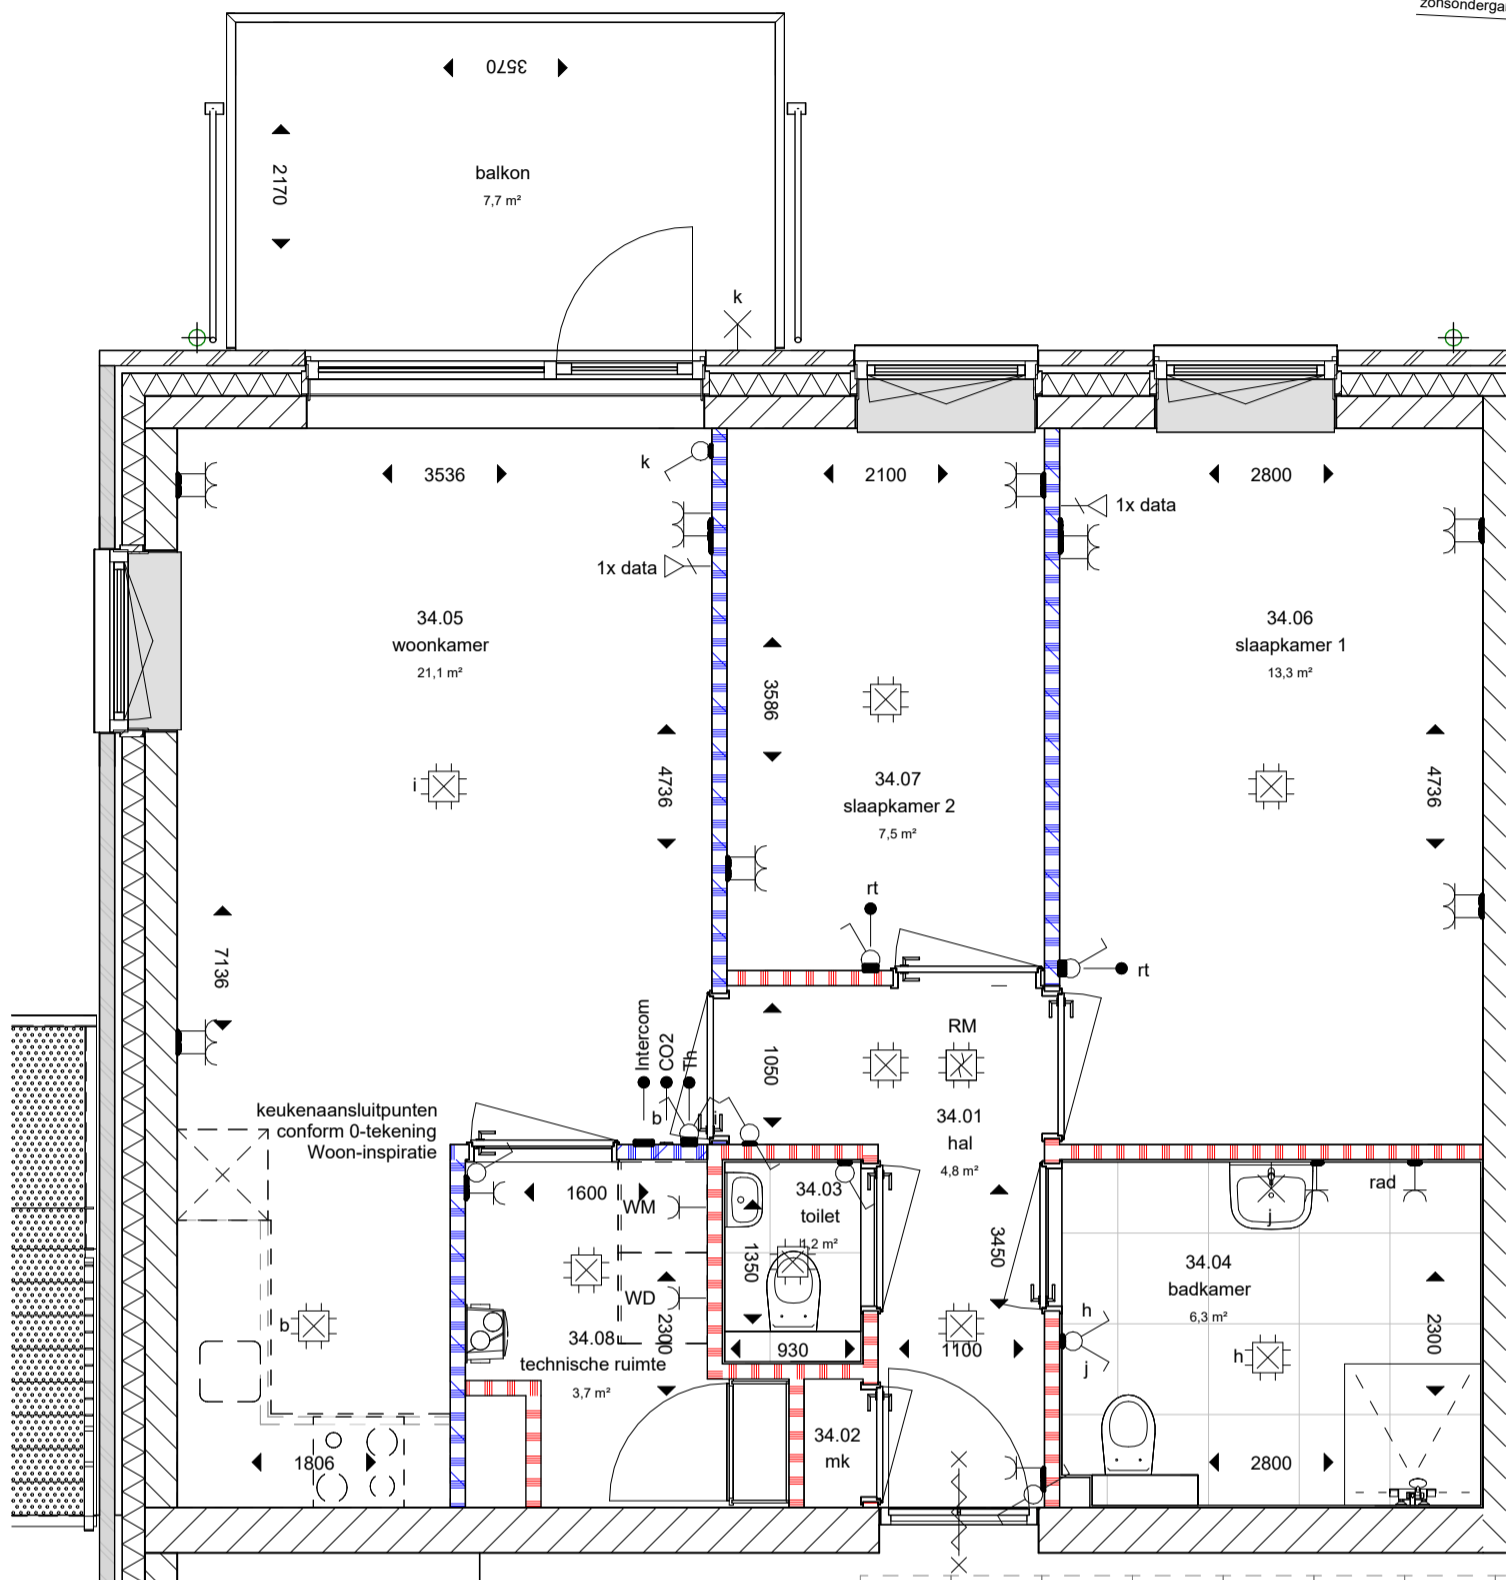 3570
2170
balkon
7,7 m²
k
k
3536
2100
2800
1x data
1x data
34.05
woonkamer
21,1 m²
34.06
slaapkamer 1
13,3 m²
3586
4736
4736
i
34.07
slaapkamer 2
7,5 m²
rt
rt
7136
Intercom
CO2
Th
1050
RM
b
i
34.01
hal
4,8 m²
keukenaansluitpunten
conform 0-tekening
Woon-inspiratie
1600
WM
34.03
toilet
1,2 m²
rad
j
1350
3450
34.04
badkamer
6,3 m²
WD
b
2300
34.08
technische ruimte
3,7 m²
930
1100
h
j
h
2300
34.02
mk
1806
2800